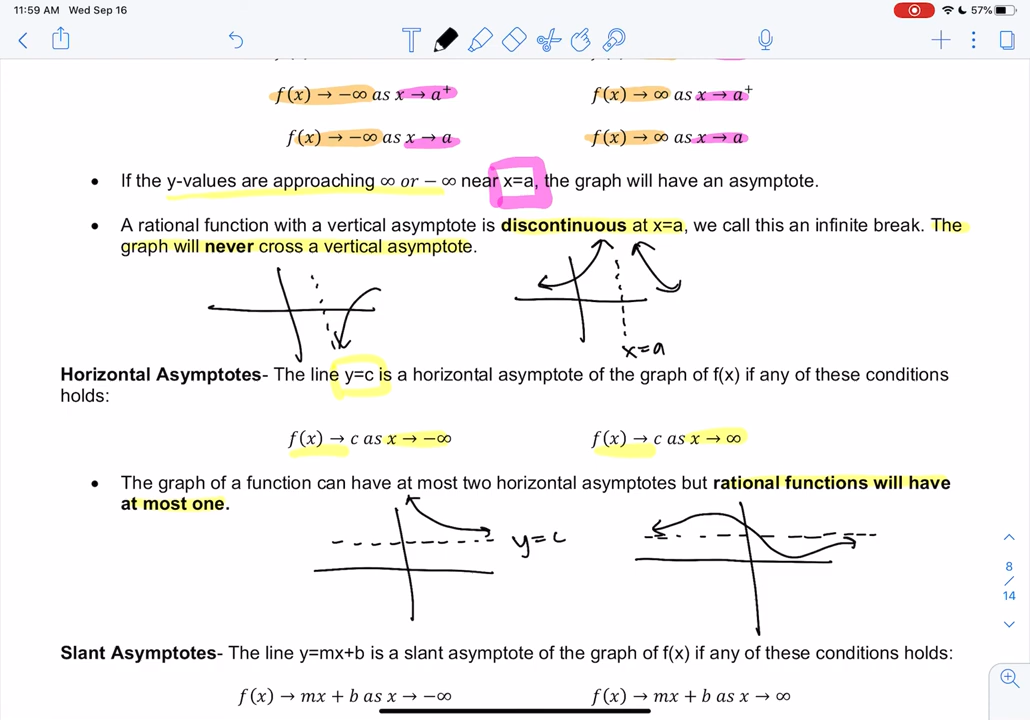 11:59 AM Wed Sep 16 57%
T
f(x) → −∞ as x → a⁺ f(x) → ∞ as x → a⁺
f(x) → −∞ as x → a f(x) → ∞ as x → a
• If the y-values are approaching ∞ or − ∞ near x=a, the graph will have an asymptote.
• A rational function with a vertical asymptote is discontinuous at x=a, we call this an infinite break. The
graph will never cross a vertical asymptote.
x=a
Horizontal Asymptotes- The line y=c is a horizontal asymptote of the graph of f(x) if any of these conditions
holds:
f(x) → c as x → −∞ f(x) → c as x → ∞
• The graph of a function can have at most two horizontal asymptotes but rational functions will have
at most one.
y=c
8
/
14
Slant Asymptotes- The line y=mx+b is a slant asymptote of the graph of f(x) if any of these conditions holds:
f(x) → mx + b as x → −∞ f(x) → mx + b as x → ∞